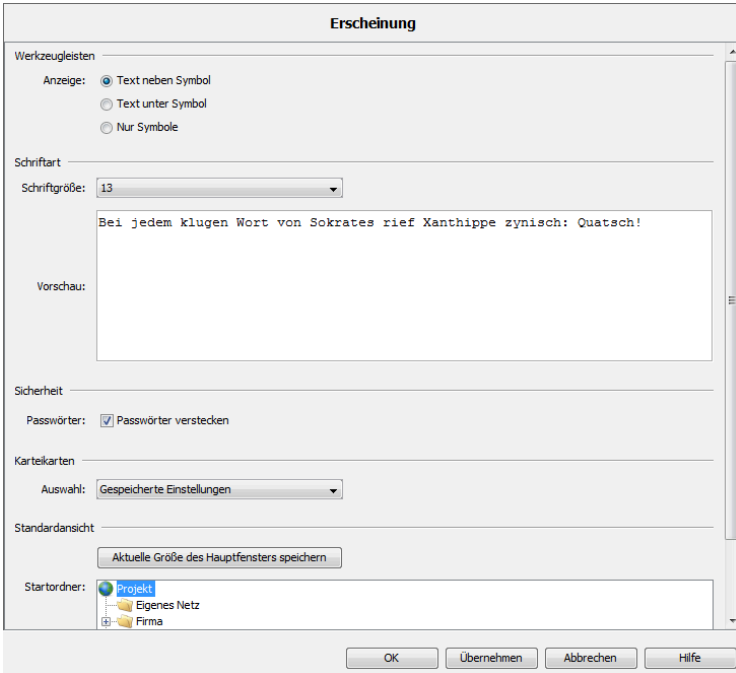 Erscheinung
Werkzeugleisten
Anzeige: Text neben Symbol
Text unter Symbol
Nur Symbole
Schriftart
Schriftgröße: 13
Bei jedem klugen Wort von Sokrates rief Xanthippe zynisch: Quatsch!
Vorschau:
Sicherheit
Passwörter: Passwörter verstecken
Karteikarten
Auswahl: Gespeicherte Einstellungen
Standardansicht
Aktuelle Größe des Hauptfensters speichern
Startordner: Projekt
Eigenes Netz
Firma
OK Übernehmen Abbrechen Hilfe